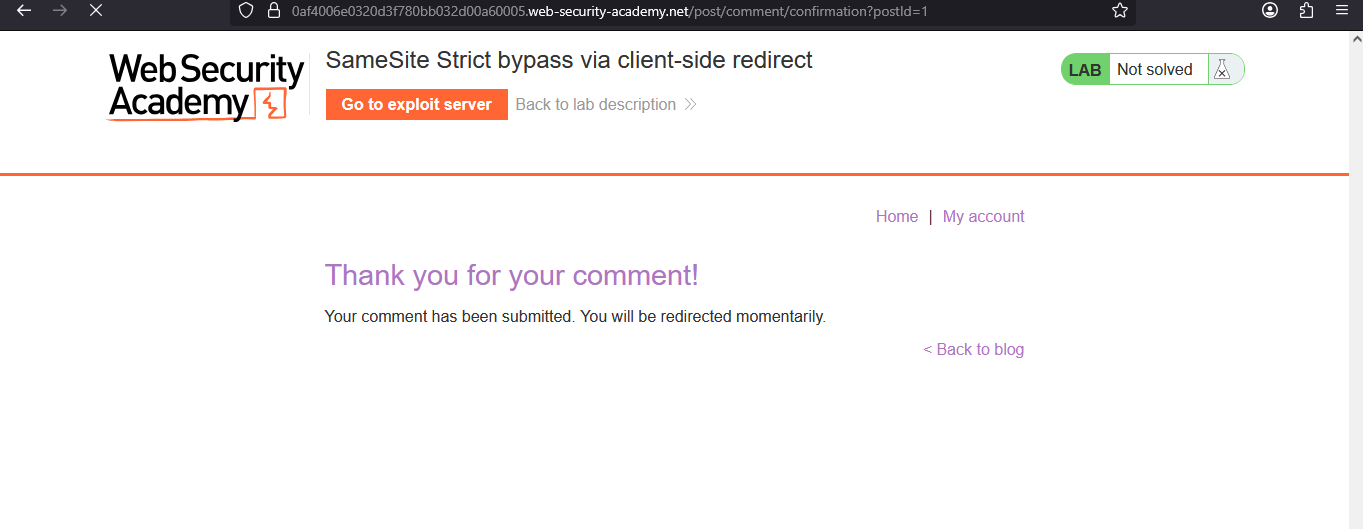 0af4006e0320d3f780bb032d00a60005.web-security-academy.net/post/comment/confirmation?postId=1
Web Security
Academy
SameSite Strict bypass via client-side redirect
Go to exploit server
Back to lab description
LAB
Not solved
Home | My account
Thank you for your comment!
Your comment has been submitted. You will be redirected momentarily.
< Back to blog